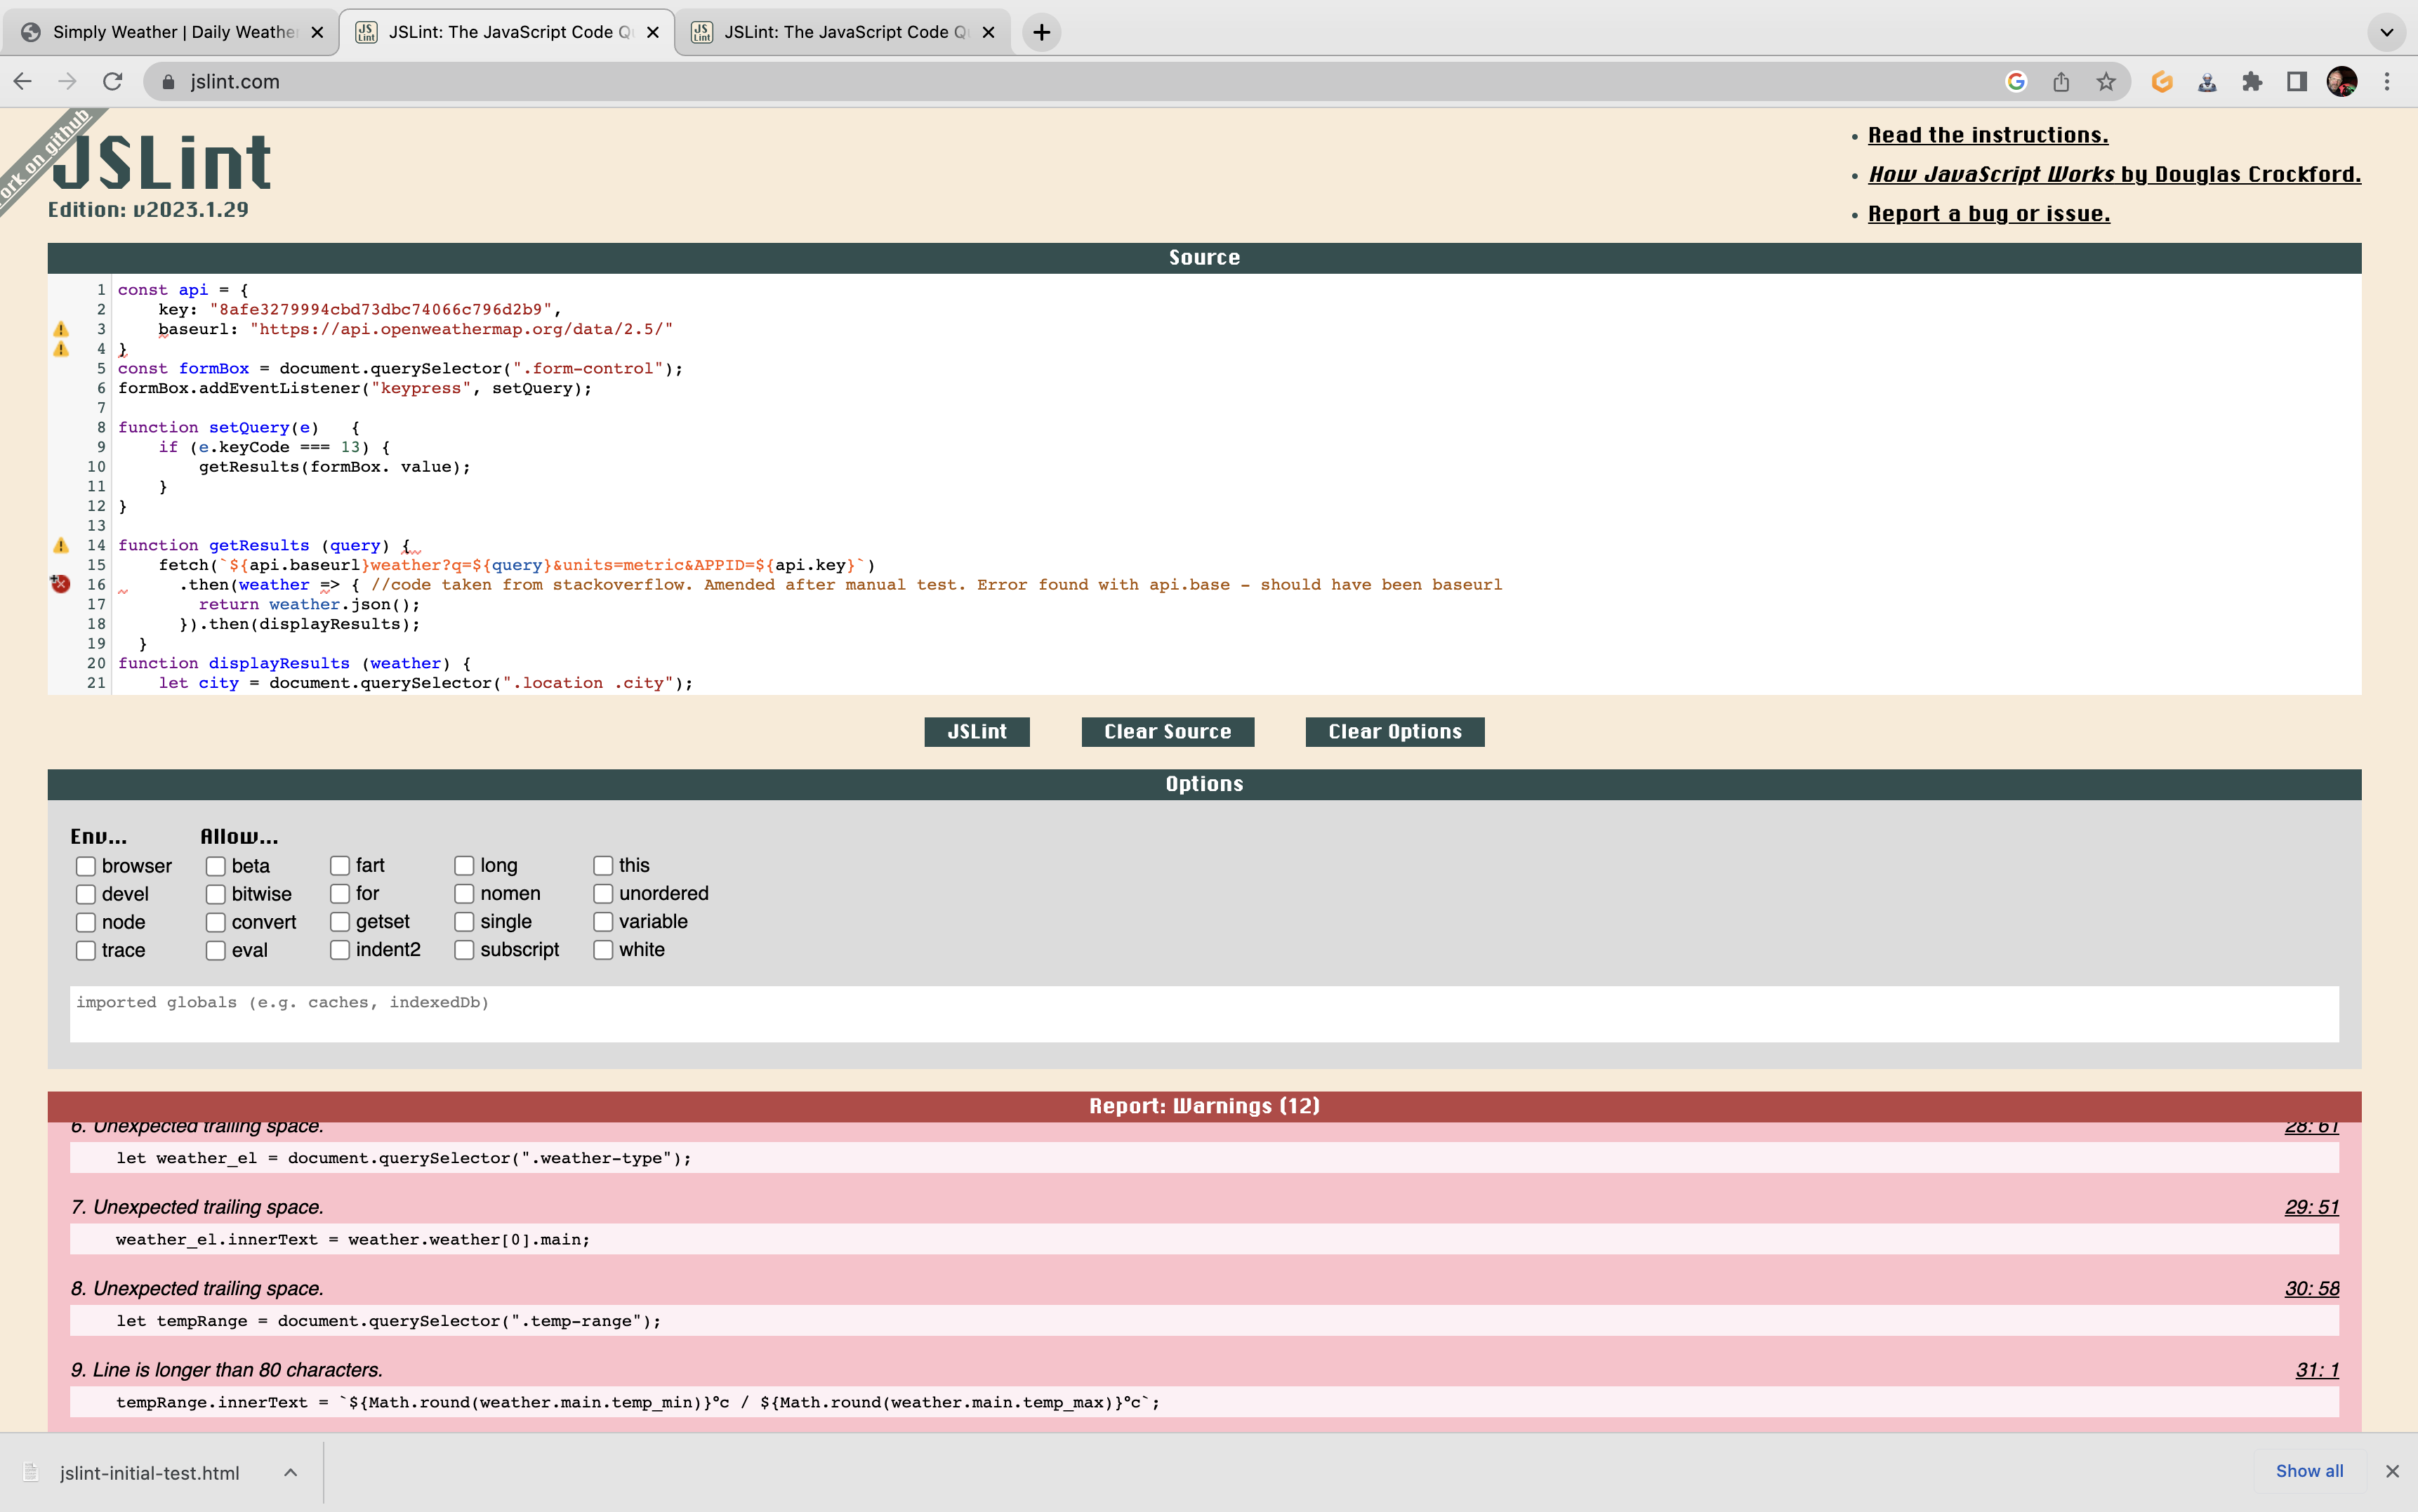 Simply Weather | Daily Weathe
JSLint: The JavaScript Code Q
JSLint: The JavaScript Code Q
jslint.com
ork on github
JSLint
Edition: v2023.1.29
Read the instructions.
How JavaScript Works by Douglas Crockford.
Report a bug or issue.
Source
1 const api = {
2 key: "8afe3279994cbd73dbc74066c796d2b9",
3 baseurl: "https://api.openweathermap.org/data/2.5/"
4 }
5 const formBox = document.querySelector(".form-control");
6 formBox.addEventListener("keypress", setQuery);
7
8 function setQuery(e)   {
9 if (e.keyCode === 13) {
10 getResults(formBox. value);
11 }
12 }
13
14 function getResults (query) {
15 fetch(`${api.baseurl}weather?q=${query}&units=metric&APPID=${api.key}`)
16 .then(weather => { //code taken from stackoverflow. Amended after manual test. Error found with api.base - should have been baseurl
17 return weather.json();
18 }).then(displayResults);
19 }
20 function displayResults (weather) {
21 let city = document.querySelector(".location .city");
JSLint Clear Source Clear Options
Options
Env... Allow...
browser beta fart long this
devel bitwise for nomen unordered
node convert getset single variable
trace eval indent2 subscript white
imported globals (e.g. caches, indexedDb)
Report: Warnings (12)
6. Unexpected trailing space. 28: 61
let weather_el = document.querySelector(".weather-type");
7. Unexpected trailing space. 29: 51
weather_el.innerText = weather.weather[0].main;
8. Unexpected trailing space. 30: 58
let tempRange = document.querySelector(".temp-range");
9. Line is longer than 80 characters. 31: 1
tempRange.innerText = `${Math.round(weather.main.temp_min)}°c / ${Math.round(weather.main.temp_max)}°c`;
jslint-initial-test.html
Show all